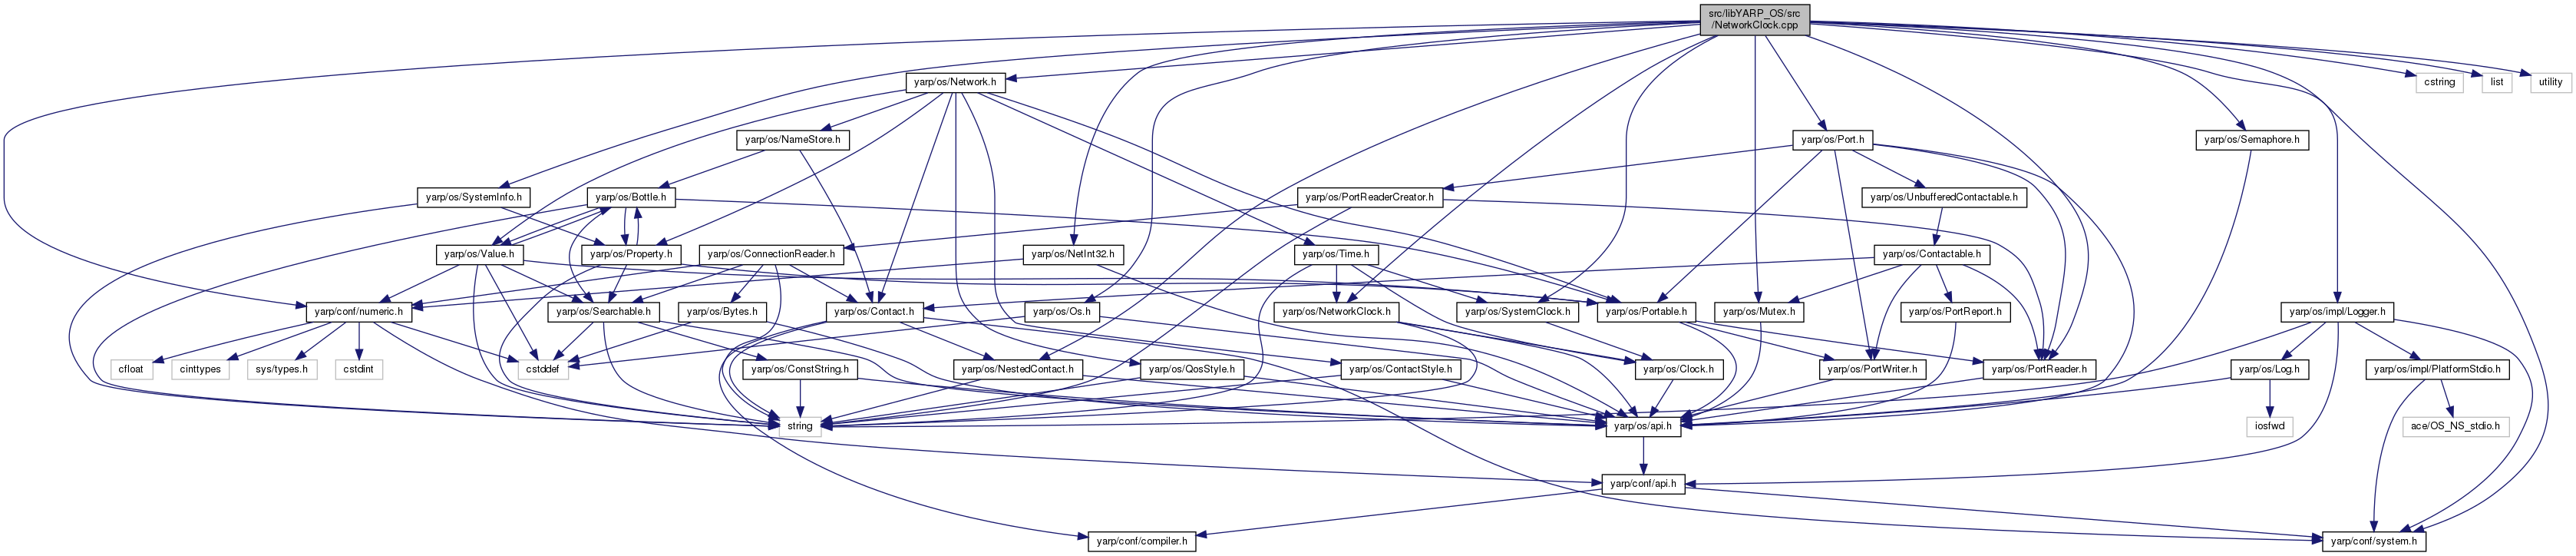 src/libYARP_OS/src
/NetworkClock.cpp
yarp/os/Network.h
cstring
list
utility
yarp/os/NameStore.h
yarp/os/Port.h
yarp/os/Semaphore.h
yarp/os/SystemInfo.h
yarp/os/Bottle.h
yarp/os/PortReaderCreator.h
yarp/os/UnbufferedContactable.h
yarp/os/Value.h
yarp/os/Property.h
yarp/os/ConnectionReader.h
yarp/os/NetInt32.h
yarp/os/Time.h
yarp/os/Contactable.h
yarp/conf/numeric.h
yarp/os/Searchable.h
yarp/os/Bytes.h
yarp/os/Contact.h
yarp/os/Os.h
yarp/os/NetworkClock.h
yarp/os/SystemClock.h
yarp/os/Portable.h
yarp/os/Mutex.h
yarp/os/PortReport.h
yarp/os/impl/Logger.h
cfloat
cinttypes
sys/types.h
cstdint
cstddef
yarp/os/ConstString.h
yarp/os/NestedContact.h
yarp/os/QosStyle.h
yarp/os/ContactStyle.h
yarp/os/Clock.h
yarp/os/PortWriter.h
yarp/os/PortReader.h
yarp/os/Log.h
yarp/os/impl/PlatformStdio.h
string
yarp/os/api.h
iosfwd
ace/OS_NS_stdio.h
yarp/conf/api.h
yarp/conf/compiler.h
yarp/conf/system.h